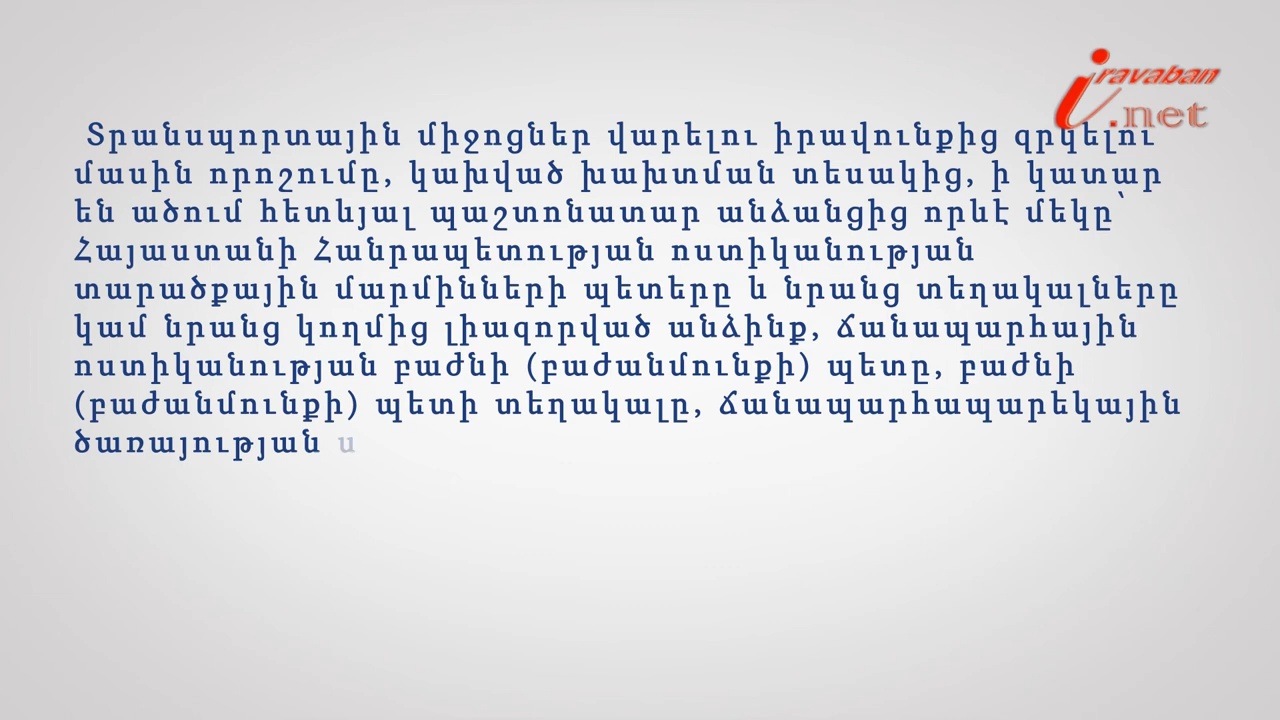 iravaban
.net
Տրանսպորտային միջոցներ վարելու իրավունքից զրկելու
մասին որոշումը, կախված խախտման տեսակից, ի կատար
են ածում հետևյալ պաշտոնատար անձանցից որևէ մեկը՝
Հայաստանի Հանրապետության ոստիկանության
տարածքային մարմինների պետերը և նրանց տեղակալները
կամ նրանց կողմից լիազորված անձինք, ճանապարհային
ոստիկանության բաժնի (բաժանմունքի) պետը, բաժնի
(բաժանմունքի) պետի տեղակալը, ճանապարհապարեկային
ծառայության ս